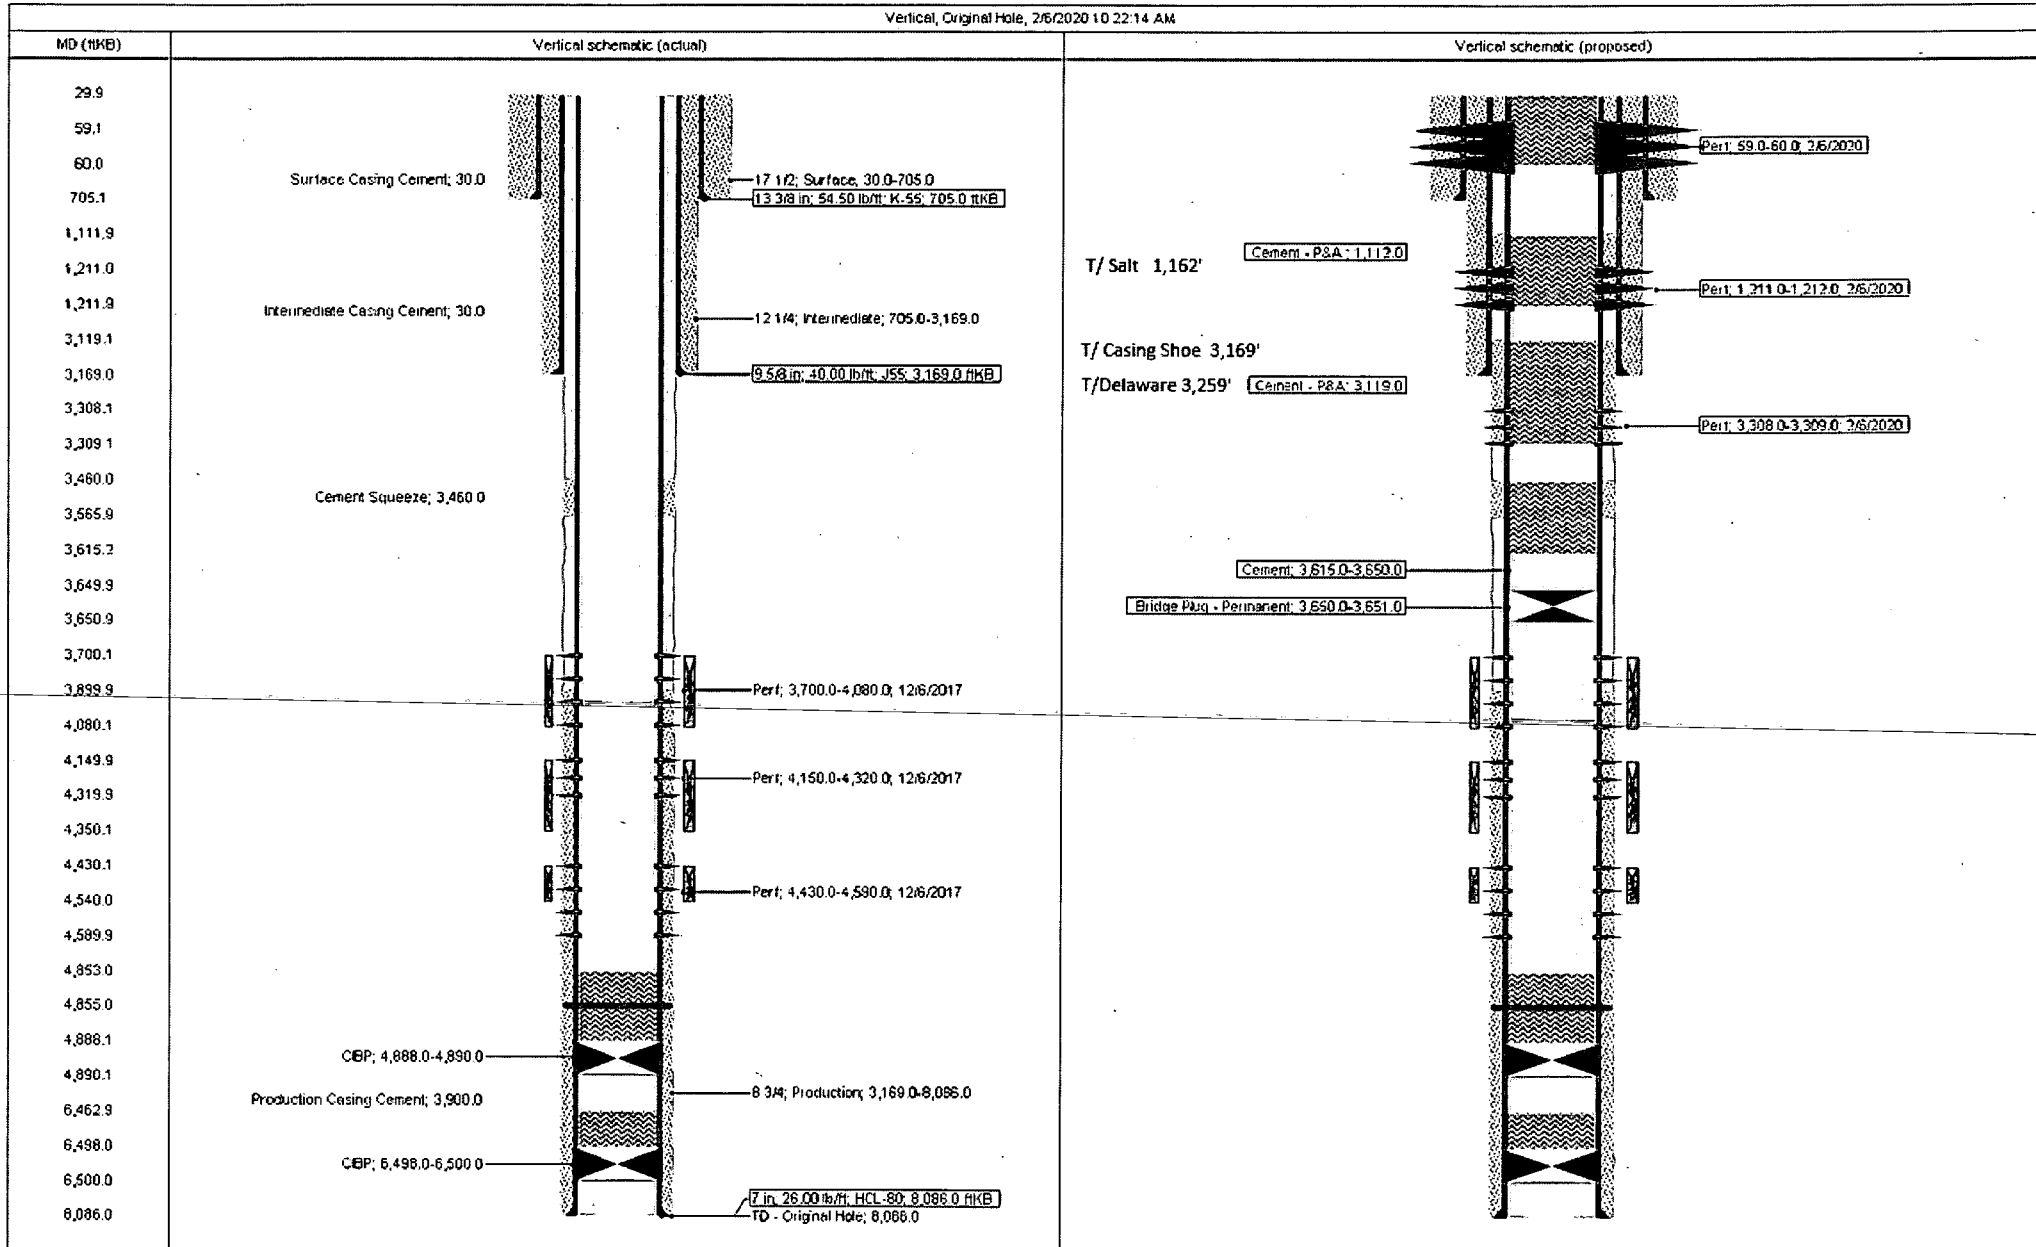 Vertical, Original Hole, 2/6/2020 10:22:14 AM
MD (ftKB)
Vertical schematic (actual)
Vertical schematic (proposed)
29.9
59.1
60.0
705.1
1,111.9
1,211.0
1,211.9
3,119.1
3,169.0
3,308.1
3,309.1
3,460.0
3,565.9
3,615.2
3,649.9
3,650.9
3,700.1
3,899.9
4,080.1
4,149.9
4,319.9
4,350.1
4,430.1
4,540.0
4,589.9
4,853.0
4,855.0
4,888.1
4,890.1
6,462.9
6,498.0
6,500.0
8,086.0
Surface Casing Cement; 30.0
Intermediate Casing Cement; 30.0
Cement Squeeze; 3,460.0
CIBP; 4,888.0-4,890.0
Production Casing Cement; 3,900.0
CIBP; 6,498.0-6,500.0
17 1/2; Surface; 30.0-705.0
13 3/8 in; 54.50 lb/ft; K-55; 705.0 ftKB
12 1/4; Intermediate; 705.0-3,169.0
9 5/8 in; 40.00 lb/ft; J55; 3,169.0 ftKB
Perf; 3,700.0-4,080.0; 12/6/2017
Perf; 4,150.0-4,320.0; 12/6/2017
Perf; 4,430.0-4,590.0; 12/6/2017
8 3/4; Production; 3,169.0-8,086.0
7 in; 26.00 lb/ft; HCL-80; 8,086.0 ftKB
TD - Original Hole; 8,086.0
Perf; 59.0-60.0; 2/6/2020
Cement - P&A; 1,112.0
T/ Salt 1,162'
Perf; 1,211.0-1,212.0; 2/6/2020
T/ Casing Shoe 3,169'
T/Delaware 3,259'
Cement - P&A; 3,119.0
Perf; 3,308.0-3,309.0; 2/6/2020
Cement; 3,615.0-3,650.0
Bridge Plug - Permanent; 3,650.0-3,651.0